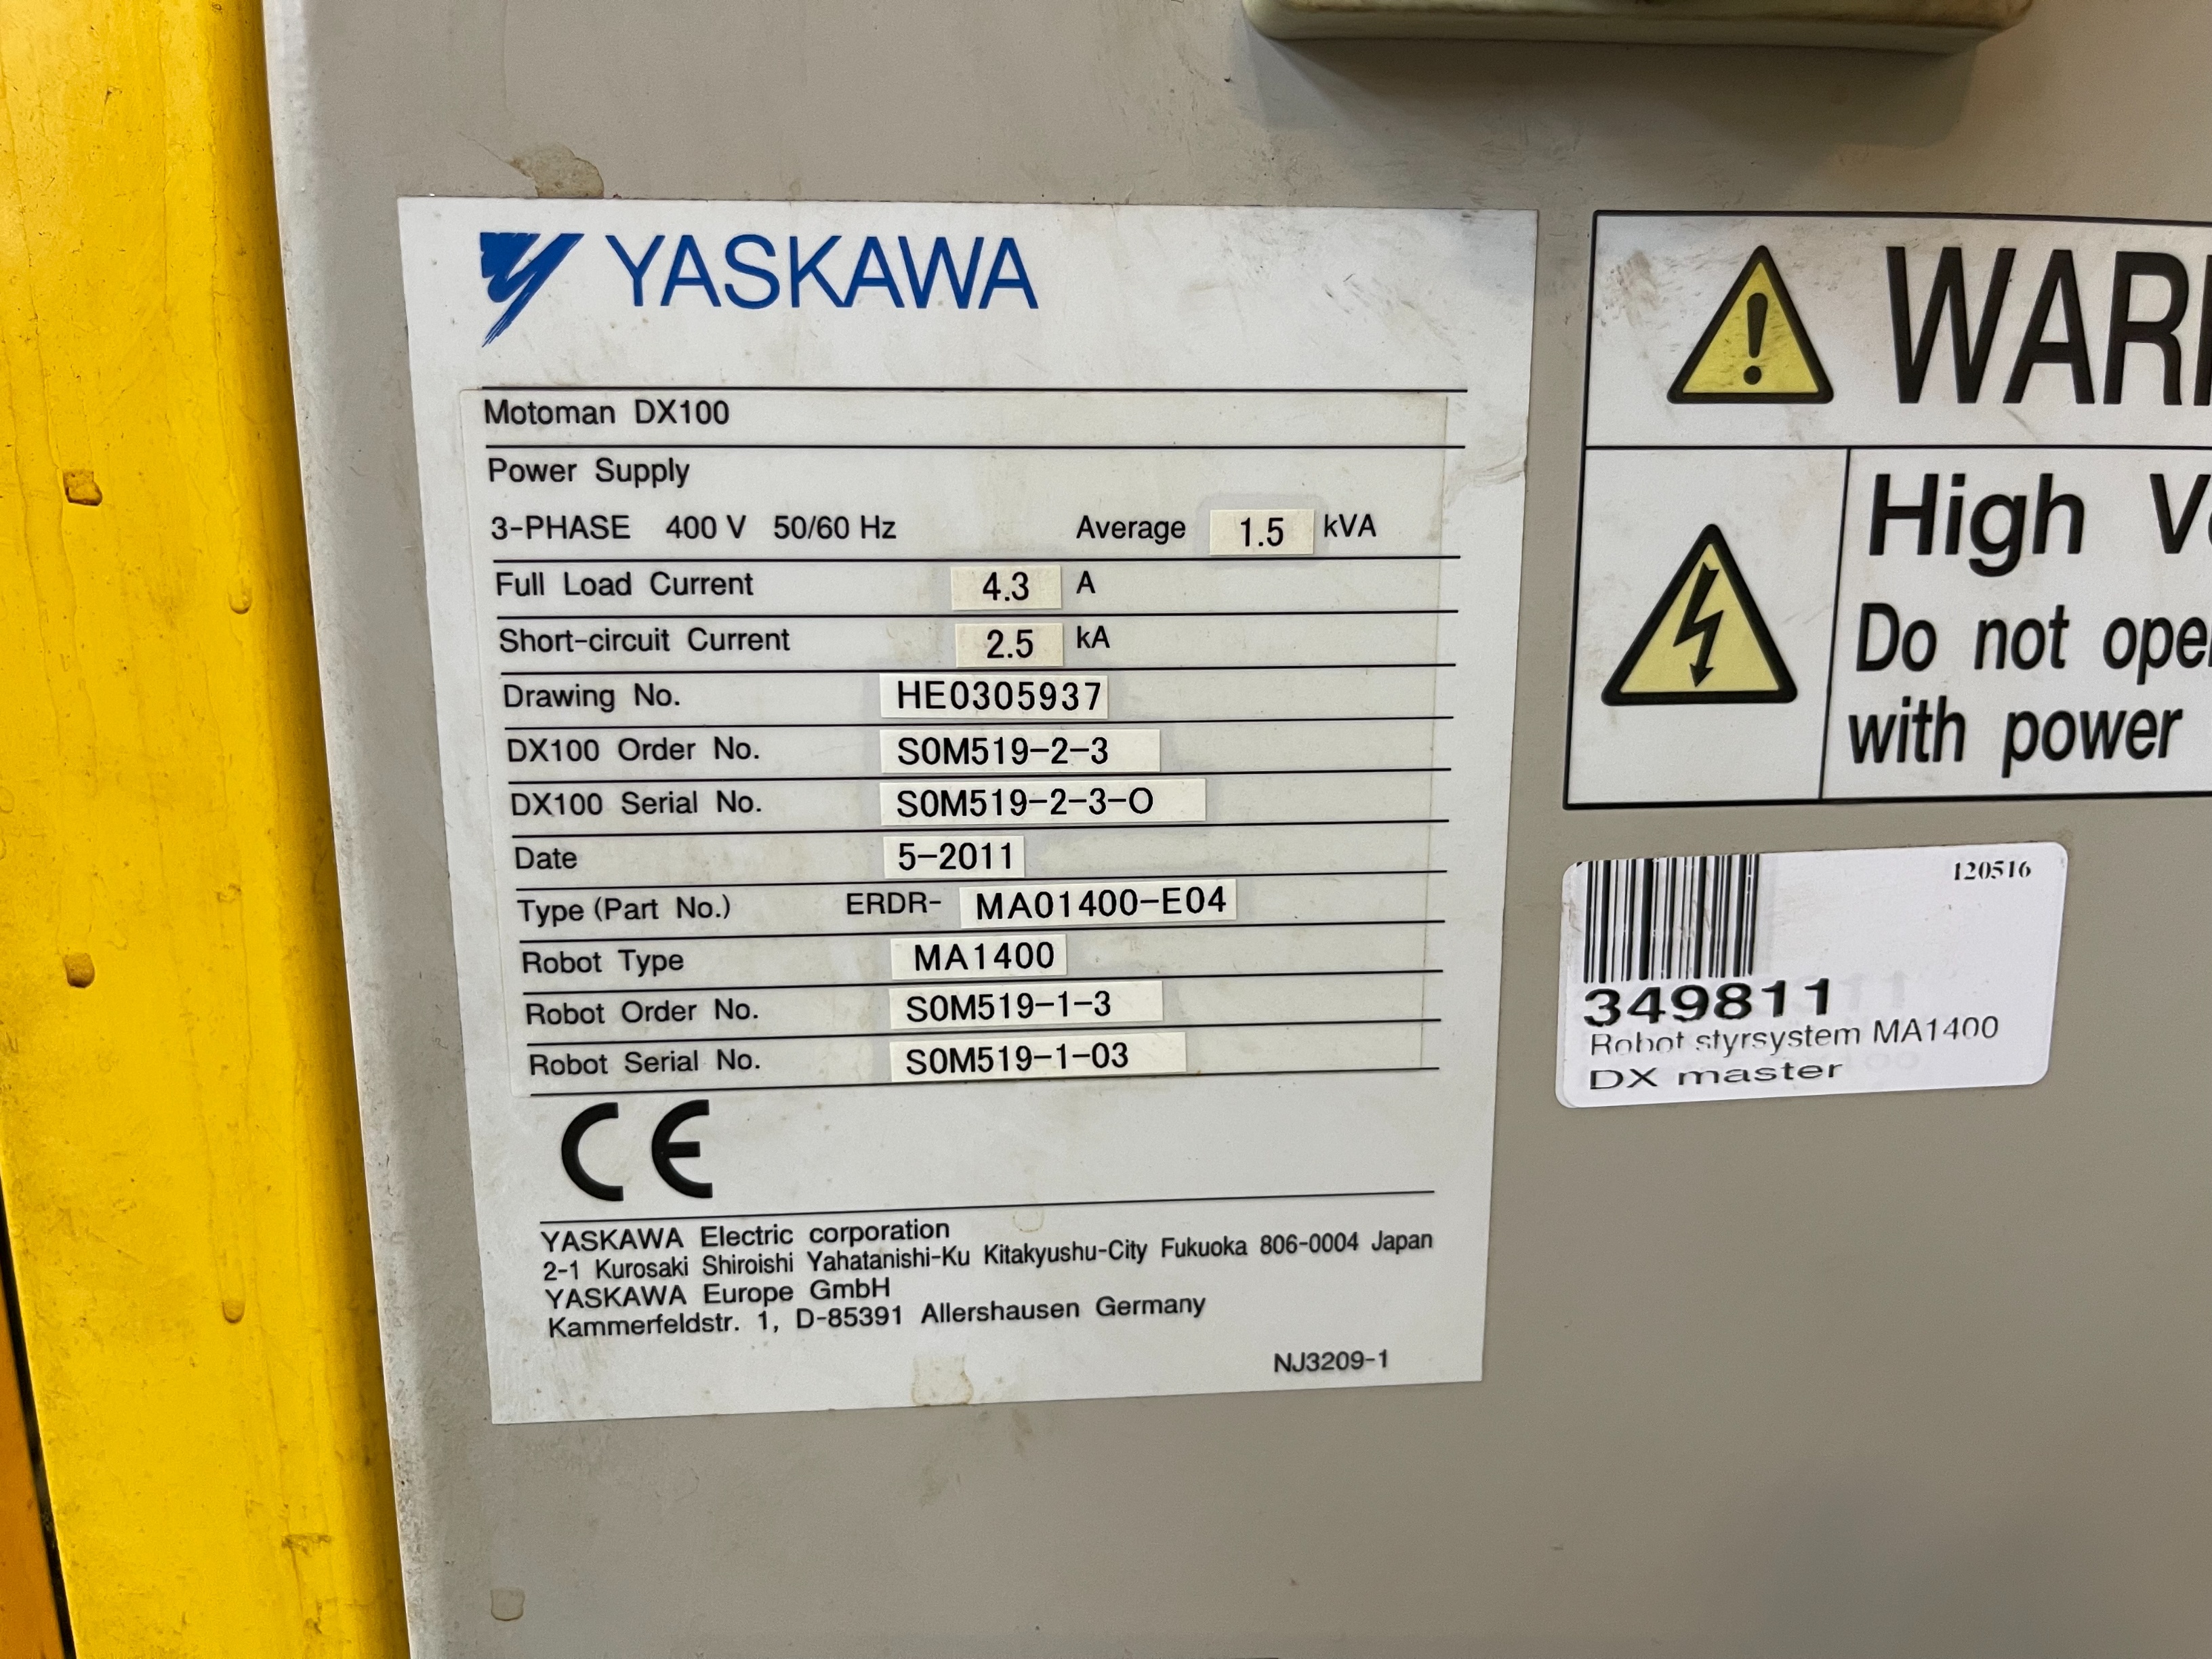 YASKAWA
Motoman DX100
Power Supply
3-PHASE 400 V 50/60 Hz Average 1.5 kVA
Full Load Current 4.3 A
Short-circuit Current 2.5 kA
Drawing No. HE0305937
DX100 Order No. S0M519-2-3
DX100 Serial No. S0M519-2-3-O
Date 5-2011
Type (Part No.) ERDR- MA01400-E04
Robot Type MA1400
Robot Order No. S0M519-1-3
Robot Serial No. S0M519-1-03
CE
YASKAWA Electric corporation
2-1 Kurosaki Shiroishi Yahatanishi-Ku Kitakyushu-City Fukuoka 806-0004 Japan
YASKAWA Europe GmbH
Kammerfeldstr. 1, D-85391 Allershausen Germany
NJ3209-1
High
Do not
with power
120516
349811
Robot styrsystem MA1400
DX master